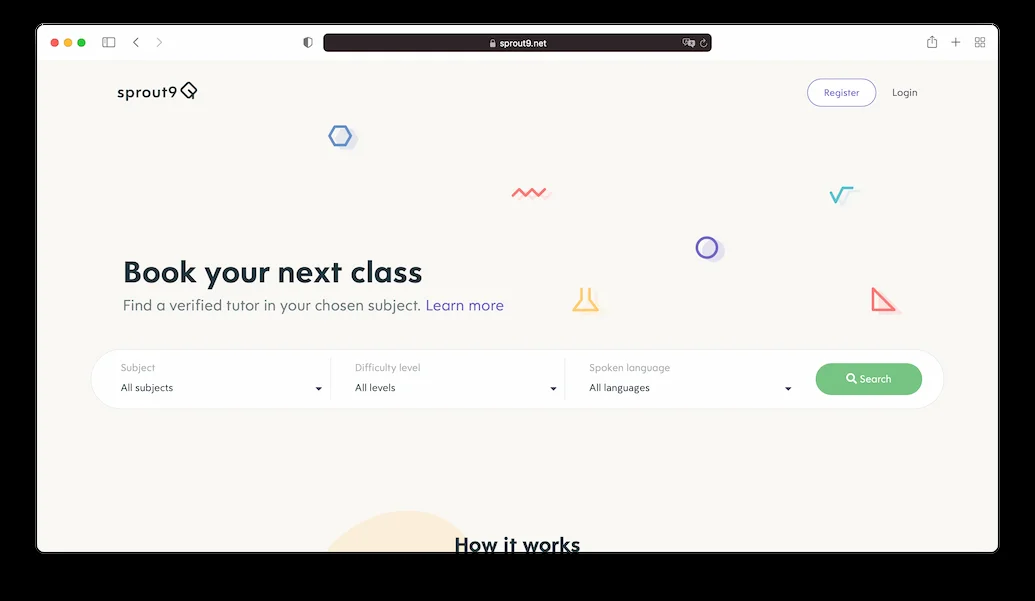 sprout9.net
sprout9
Register
Login
Book your next class
Find a verified tutor in your chosen subject. Learn more
Subject
All subjects
Difficulty level
All levels
Spoken language
All languages
Search
How it works